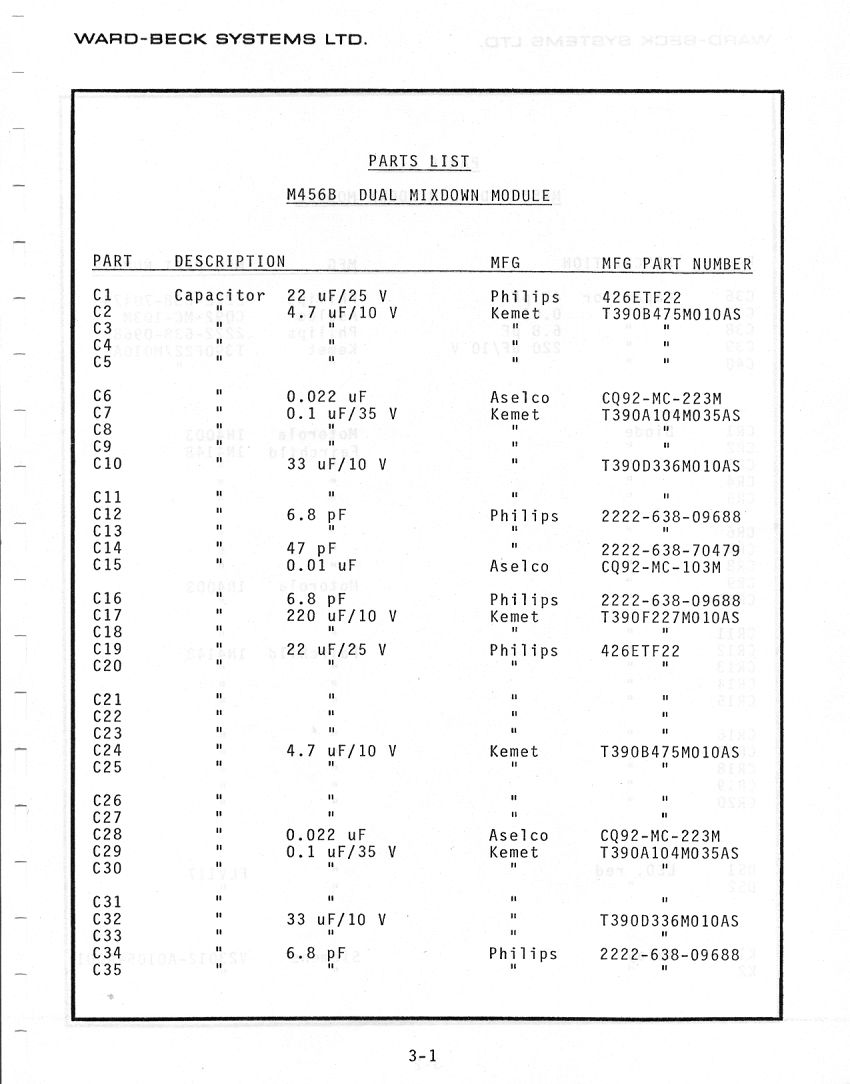 WARD-BECK SYSTEMS LTD.
PARTS LIST
M456B DUAL MIXDOWN MODULE
PART DESCRIPTION MFG MFG PART NUMBER
C1 Capacitor 22 uF/25 V Philips 426ETF22
C2 " 4.7 uF/10 V Kemet T390B475M010AS
C3 " " " "
C4 " " " "
C5 " " " "
C6 " 0.022 uF Aselco CQ92-MC-223M
C7 " 0.1 uF/35 V Kemet T390A104M035AS
C8 " " " "
C9 " " " "
C10 " 33 uF/10 V " T390D336M010AS
C11 " " " "
C12 " 6.8 pF Philips 2222-638-09688
C13 " " " "
C14 " 47 pF " 2222-638-70479
C15 " 0.01 uF Aselco CQ92-MC-103M
C16 " 6.8 pF Philips 2222-638-09688
C17 " 220 uF/10 V Kemet T390F227M010AS
C18 " " " "
C19 " 22 uF/25 V Philips 426ETF22
C20 " " " "
C21 " " " "
C22 " " " "
C23 " " " "
C24 " 4.7 uF/10 V Kemet T390B475M010AS
C25 " " " "
C26 " " " "
C27 " " " "
C28 " 0.022 uF Aselco CQ92-MC-223M
C29 " 0.1 uF/35 V Kemet T390A104M035AS
C30 " " " "
C31 " " " "
C32 " 33 uF/10 V " T390D336M010AS
C33 " " " "
C34 " 6.8 pF Philips 2222-638-09688
C35 " " " "
3-1